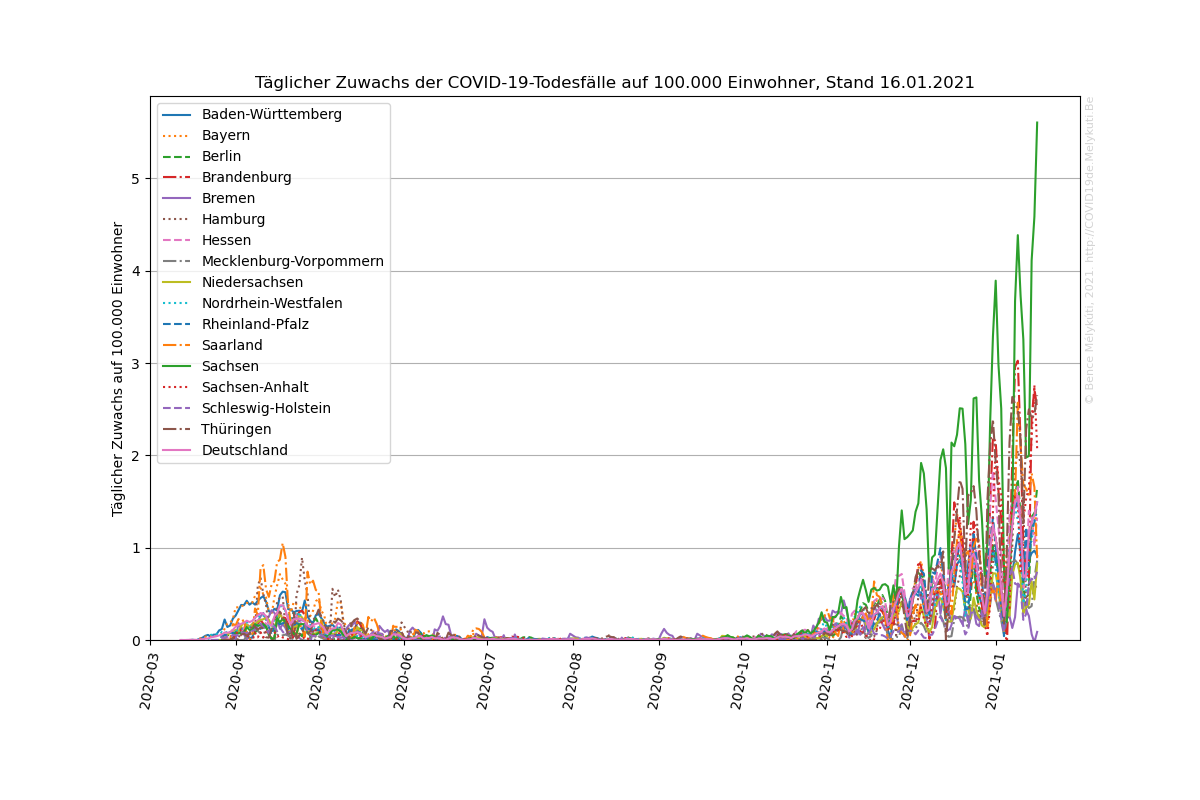 Täglicher Zuwachs der COVID-19-Todesfälle auf 100.000 Einwohner, Stand 16.01.2021
Baden-Württemberg
Bayern
Berlin
Brandenburg
Bremen
Hamburg
Hessen
Mecklenburg-Vorpommern
Niedersachsen
Nordrhein-Westfalen
Rheinland-Pfalz
Saarland
Sachsen
Sachsen-Anhalt
Schleswig-Holstein
Thüringen
Deutschland
Täglicher Zuwachs auf 100.000 Einwohner
5
4
3
2
1
0
2020-03
2020-04
2020-05
2020-06
2020-07
2020-08
2020-09
2020-10
2020-11
2020-12
2021-01
© Bence Mélykúti, 2021. http://COVID19de.Melykuti.Be